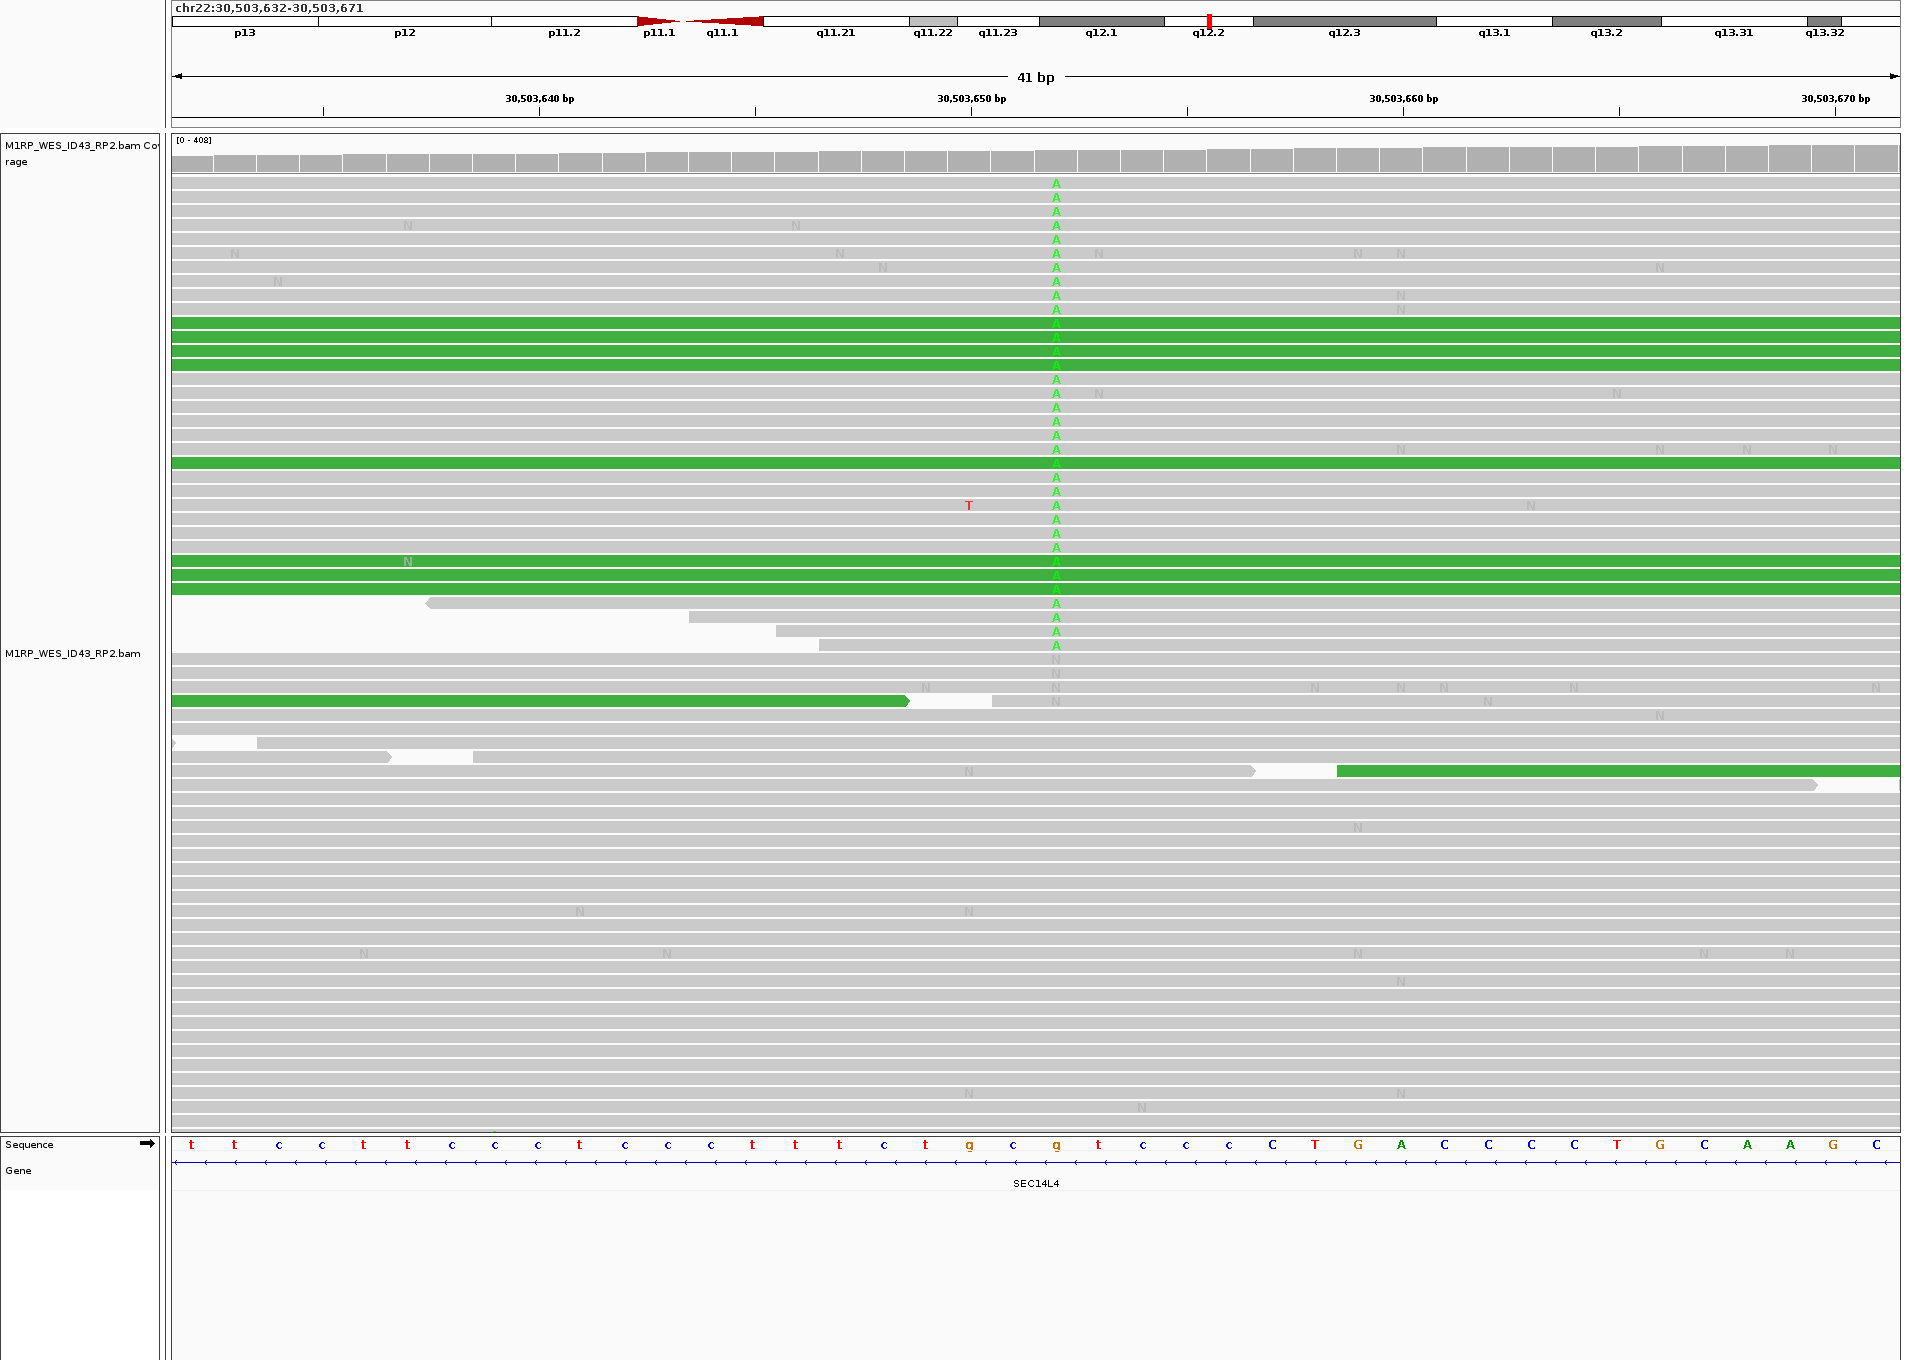 chr22:30,503,632-30,503,671
p13 p12 p11.2 p11.1 q11.1 q11.21 q11.22 q11.23 q12.1 q12.2 q12.3 q13.1 q13.2 q13.31 q13.32
41 bp
30,503,640 bp 30,503,650 bp 30,503,660 bp 30,503,670 bp
[0 - 408]
M1RP_WES_ID43_RP2.bam Co
rage
A
A
A
N N A
A
N N A N N N
N A N
N A
A N
A N
A
A
A
A
A
A N N
A
A
A
A N N N N
A
A
A
T A N
A
A
A
N A
A
A
A
A
A
A
M1RP_WES_ID43_RP2.bam
N
N
N N N N N N N
N N
N
N
N
N N
N N N N N
N
N N
N
Sequence t t c c t t c c c t c c c t t t c t g c g t c c c C T G A C C C C T G C A A G C
Gene
SEC14L4